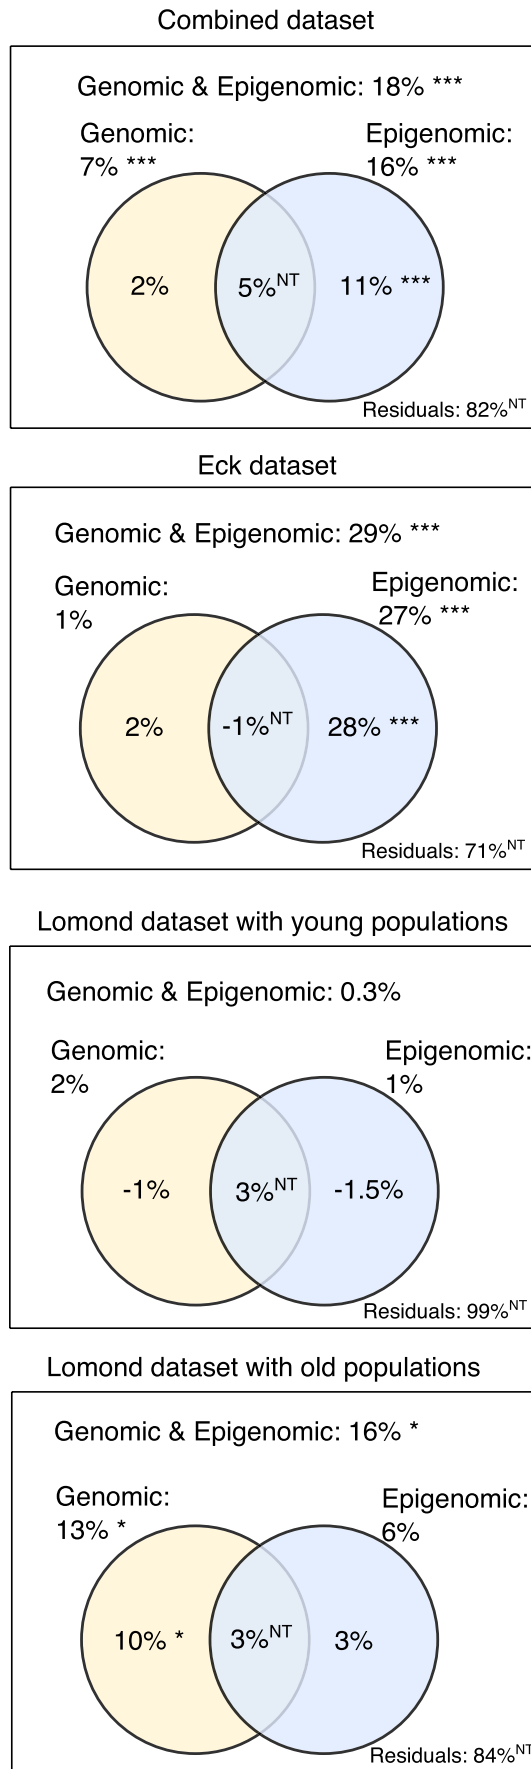 Combined dataset
Genomic & Epigenomic: 18% ***
Genomic: Epigenomic:
7% *** 16% ***
2% 5%NT 11% ***
Residuals: 82%NT
Eck dataset
Genomic & Epigenomic: 29% ***
Genomic: Epigenomic:
1% 27% ***
2% -1%NT 28% ***
Residuals: 71%NT
Lomond dataset with young populations
Genomic & Epigenomic: 0.3%
Genomic: Epigenomic:
2% 1%
-1% 3%NT -1.5%
Residuals: 99%NT
Lomond dataset with old populations
Genomic & Epigenomic: 16% *
Genomic: Epigenomic:
13% * 6%
10% * 3%NT 3%
Residuals: 84%NT